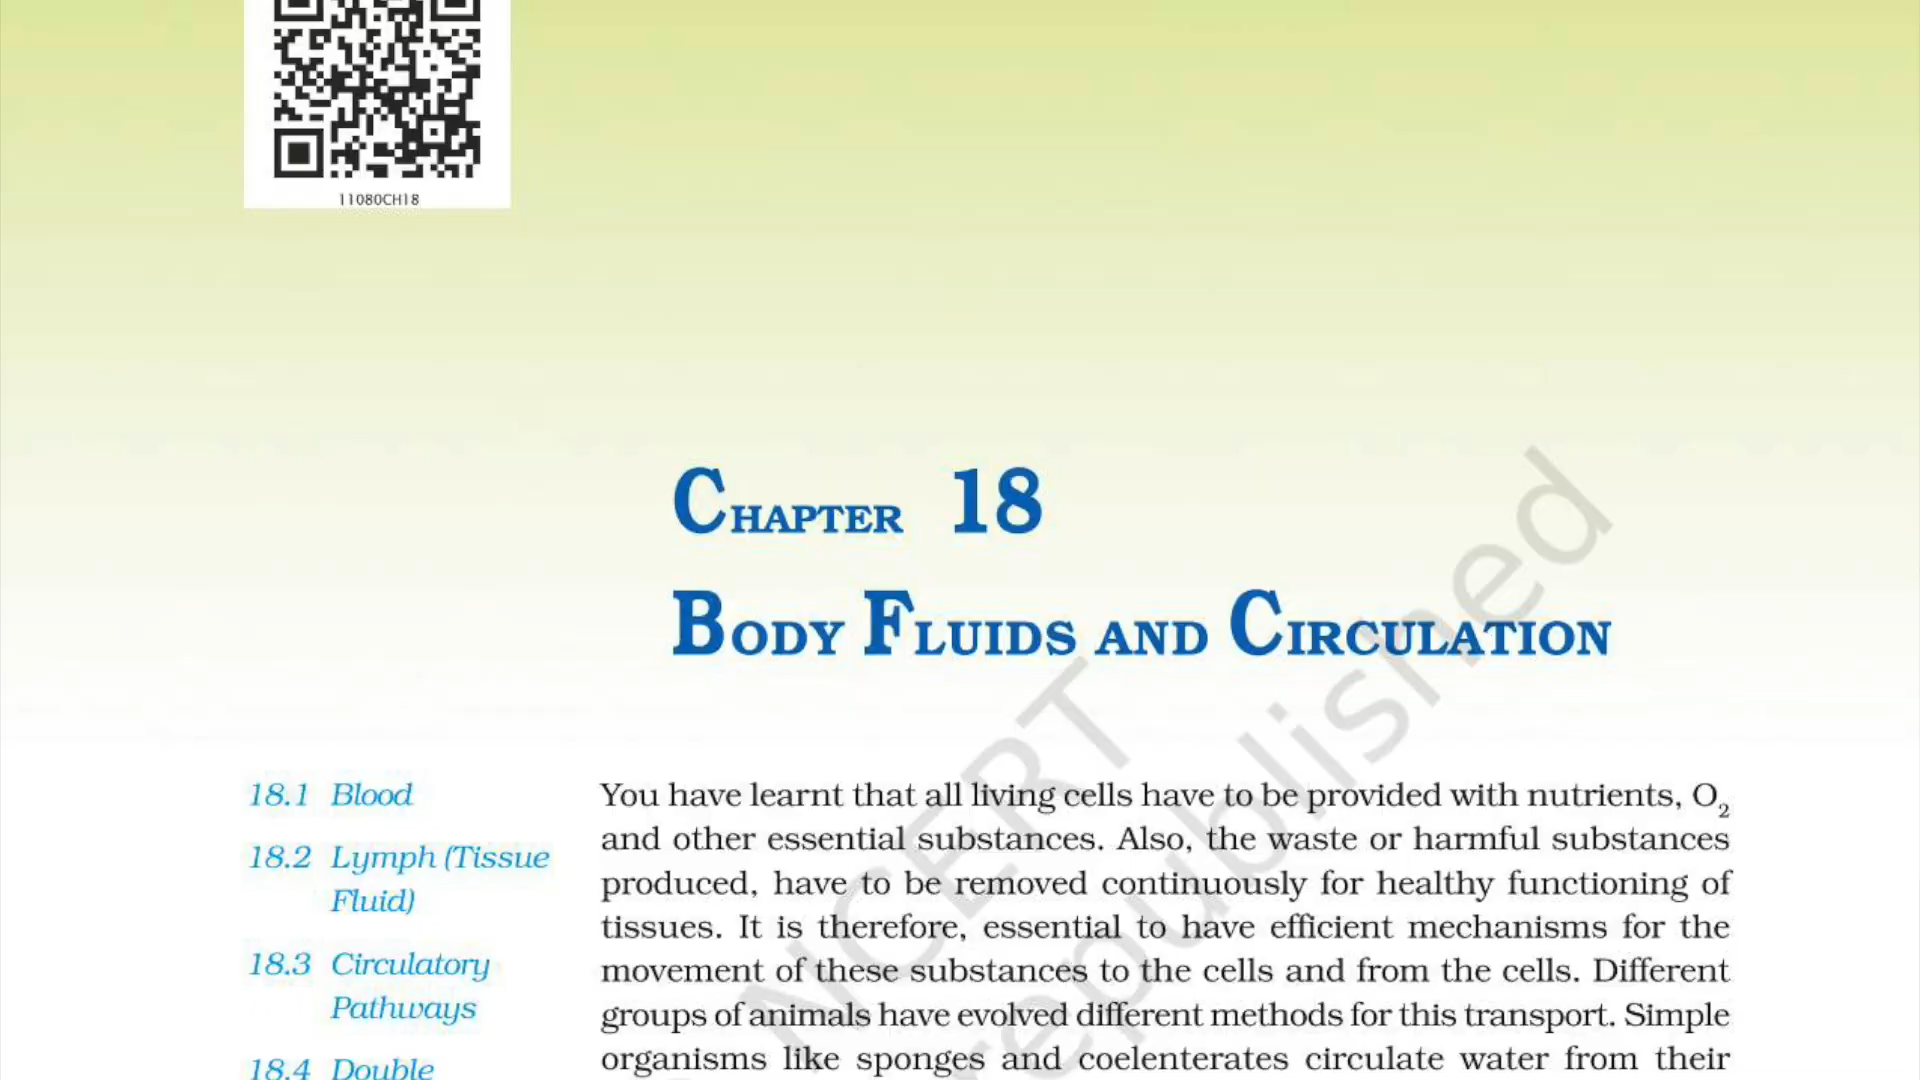 11080CH18
CHAPTER 18
BODY FLUIDS AND CIRCULATION
18.1 Blood
18.2 Lymph (Tissue
Fluid)
18.3 Circulatory
Pathways
18.4 Double
You have learnt that all living cells have to be provided with nutrients, O2
and other essential substances. Also, the waste or harmful substances
produced, have to be removed continuously for healthy functioning of
tissues. It is therefore, essential to have efficient mechanisms for the
movement of these substances to the cells and from the cells. Different
groups of animals have evolved different methods for this transport. Simple
organisms like sponges and coelenterates circulate water from their
NCERT
republished